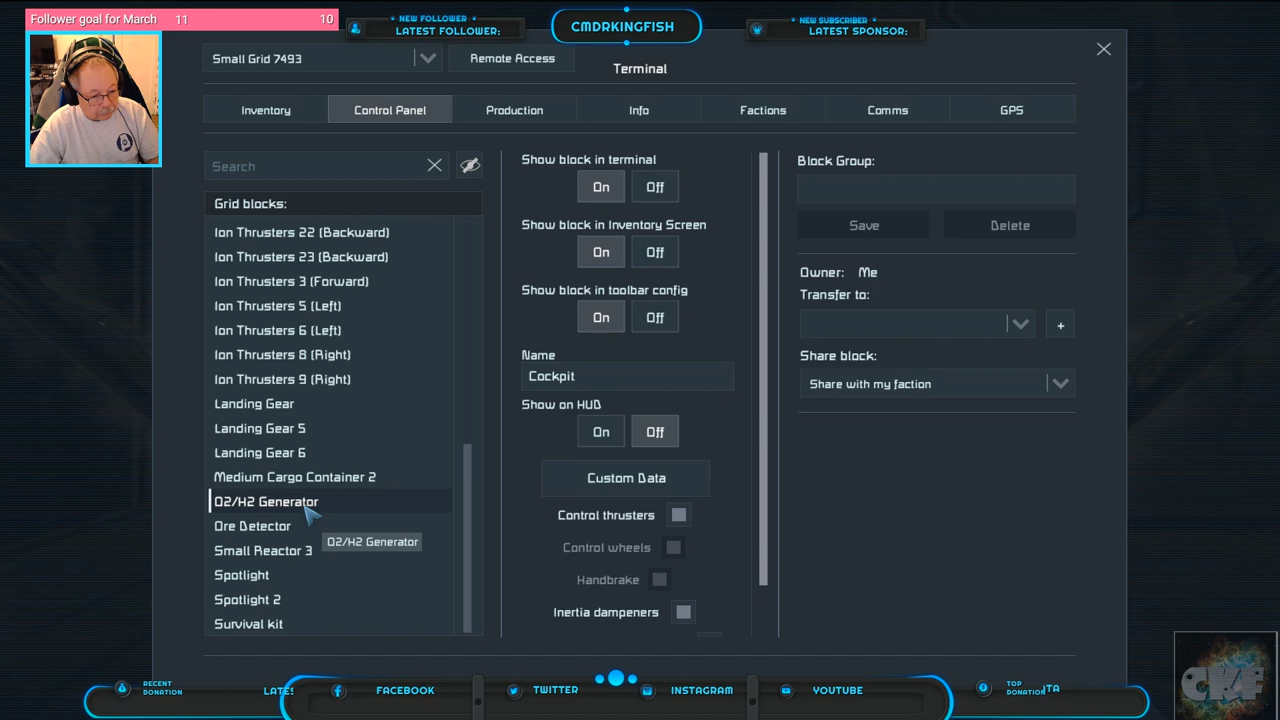 Follower goal for March 11 10
NEW FOLLOWER
LATEST FOLLOWER:
CMDRKINGFISH
NEW SUBSCRIBER
LATEST SPONSOR:
Small Grid 7493
Remote Access
Terminal
Inventory
Control Panel
Production
Info
Factions
Comms
GPS
Search
Grid blocks:
Ion Thrusters 22 (Backward)
Ion Thrusters 23 (Backward)
Ion Thrusters 3 (Forward)
Ion Thrusters 5 (Left)
Ion Thrusters 6 (Left)
Ion Thrusters 8 (Right)
Ion Thrusters 9 (Right)
Landing Gear
Landing Gear 5
Landing Gear 6
Medium Cargo Container 2
O2/H2 Generator
Ore Detector
O2/H2 Generator
Small Reactor 3
Spotlight
Spotlight 2
Survival kit
Show block in terminal
On Off
Show block in Inventory Screen
On Off
Show block in toolbar config
On Off
Name
Cockpit
Show on HUD
On Off
Custom Data
Control thrusters
Control wheels
Handbrake
Inertia dampeners
Block Group:
Save
Delete
Owner: Me
Transfer to:
+
Share block:
Share with my faction
RECENT
DONATION
LATES
FACEBOOK
TWITTER
INSTAGRAM
YOUTUBE
TOP
DONATION
ITA
CKF